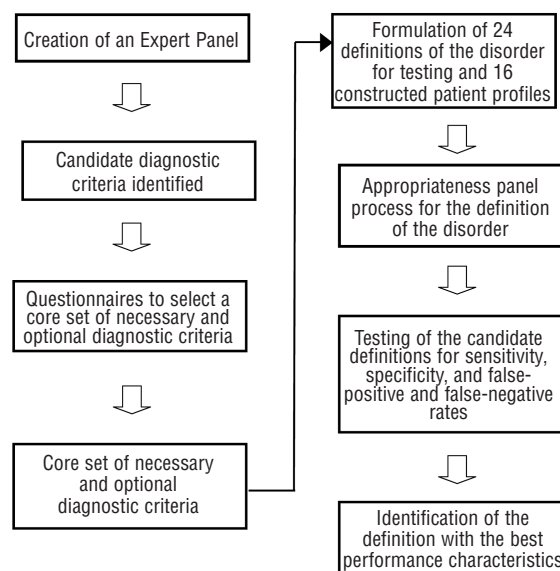 Creation of an Expert Panel
Candidate diagnostic
criteria identified
Questionnaires to select a
core set of necessary and
optional diagnostic criteria
Core set of necessary
and optional
diagnostic criteria
Formulation of 24
definitions of the disorder
for testing and 16
constructed patient profiles
Appropriateness panel
process for the definition
of the disorder
Testing of the candidate
definitions for sensitivity,
specificity, and false-
positive and false-negative
rates
Identification of the
definition with the best
performance characteristics